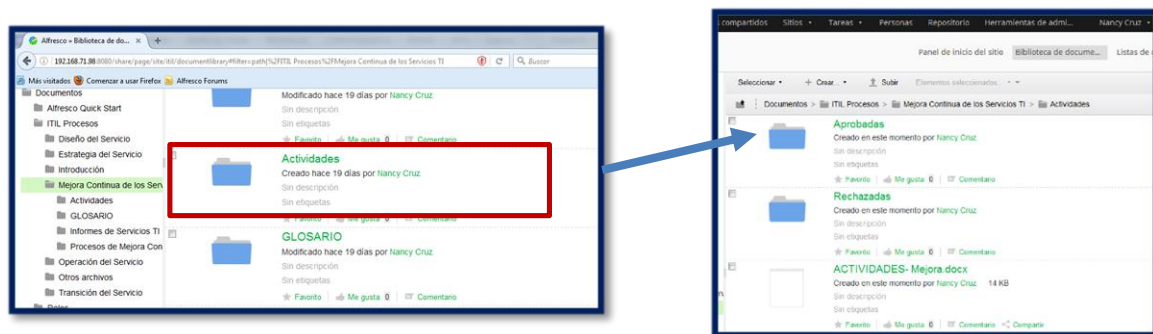 Alfresco » Biblioteca de do... × +
192.168.71.98:8080/share/page/site/itil/documentlibrary#filter=path|%2FITIL Procesos%2FMejora Continua de los Servicios TI
Buscar
Más visitados Comenzar a usar Firefox Alfresco Forums
Documentos
Alfresco Quick Start
ITIL Procesos
Diseño del Servicio
Estrategia del Servicio
Introducción
Mejora Continua de los Serv
Actividades
GLOSARIO
Informes de Servicios TI
Procesos de Mejora Con
Operación del Servicio
Otros archivos
Transición del Servicio
Modificado hace 19 días por Nancy Cruz
Sin descripción
Sin etiquetas
Favorito Me gusta 0 Comentario
Actividades
Creado hace 19 días por Nancy Cruz
Sin descripción
Sin etiquetas
Favorito Me gusta 0 Comentario
GLOSARIO
Modificado hace 19 días por Nancy Cruz
Sin descripción
Sin etiquetas
Favorito Me gusta 0 Comentario
compartidos Sitios Tareas Personas Repositorio Herramientas de admi... Nancy Cruz
Panel de inicio del sitio Biblioteca de docume... Listas de
Seleccionar + Crear... Subir Elementos seleccionados...
Documentos > ITIL Procesos > Mejora Continua de los Servicios TI > Actividades
Aprobadas
Creado en este momento por Nancy Cruz
Sin descripción
Sin etiquetas
Favorito Me gusta 0 Comentario
Rechazadas
Creado en este momento por Nancy Cruz
Sin descripción
Sin etiquetas
Favorito Me gusta 0 Comentario
ACTIVIDADES- Mejora.docx
Creado en este momento por Nancy Cruz 14 KB
Sin descripción
Sin etiquetas
Favorito Me gusta 0 Comentario Compartir